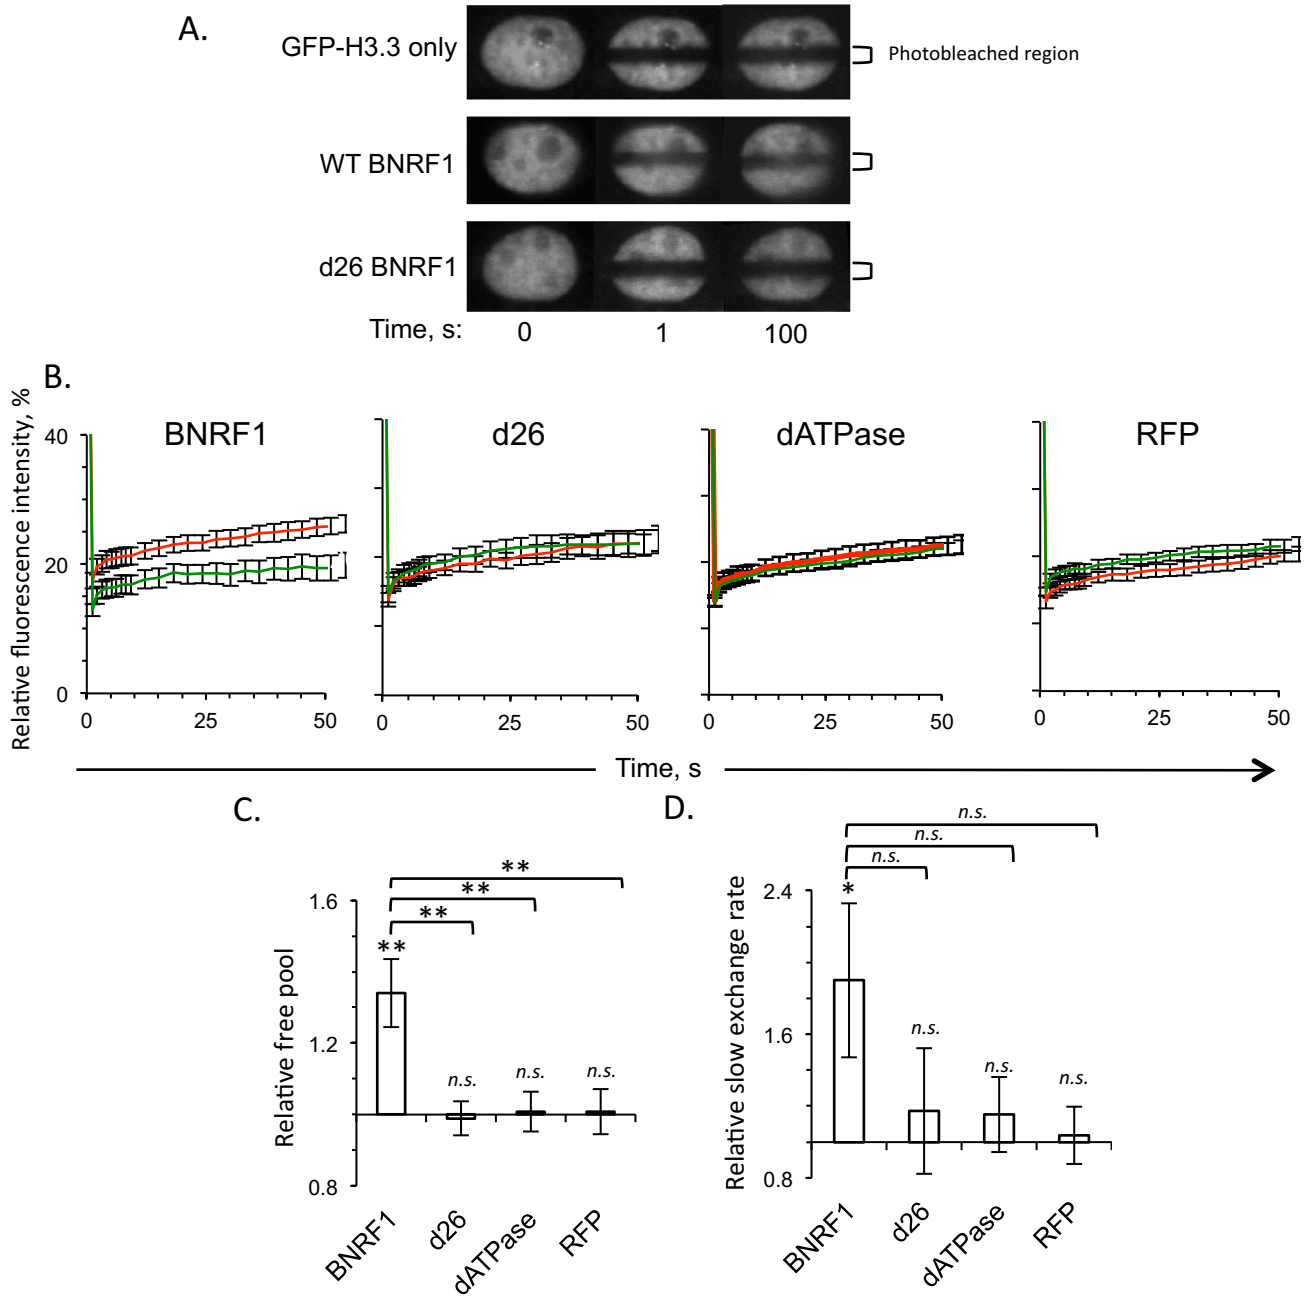 A.
GFP-H3.3 only
Photobleached region
WT BNRF1
d26 BNRF1
Time, s: 0 1 100
B.
Relative fluorescence intensity, %
BNRF1 d26 dATPase RFP
40
20
0
0 25 50 0 25 50 0 25 50 0 25 50
Time, s
C.
**
**
**
**
1.6
1.2
0.8
Relative free pool
n.s. n.s. n.s.
BNRF1 d26 dATPase RFP
D.
n.s.
n.s.
n.s.
*
2.4
1.6
0.8
Relative slow exchange rate
n.s. n.s. n.s.
BNRF1 d26 dATPase RFP